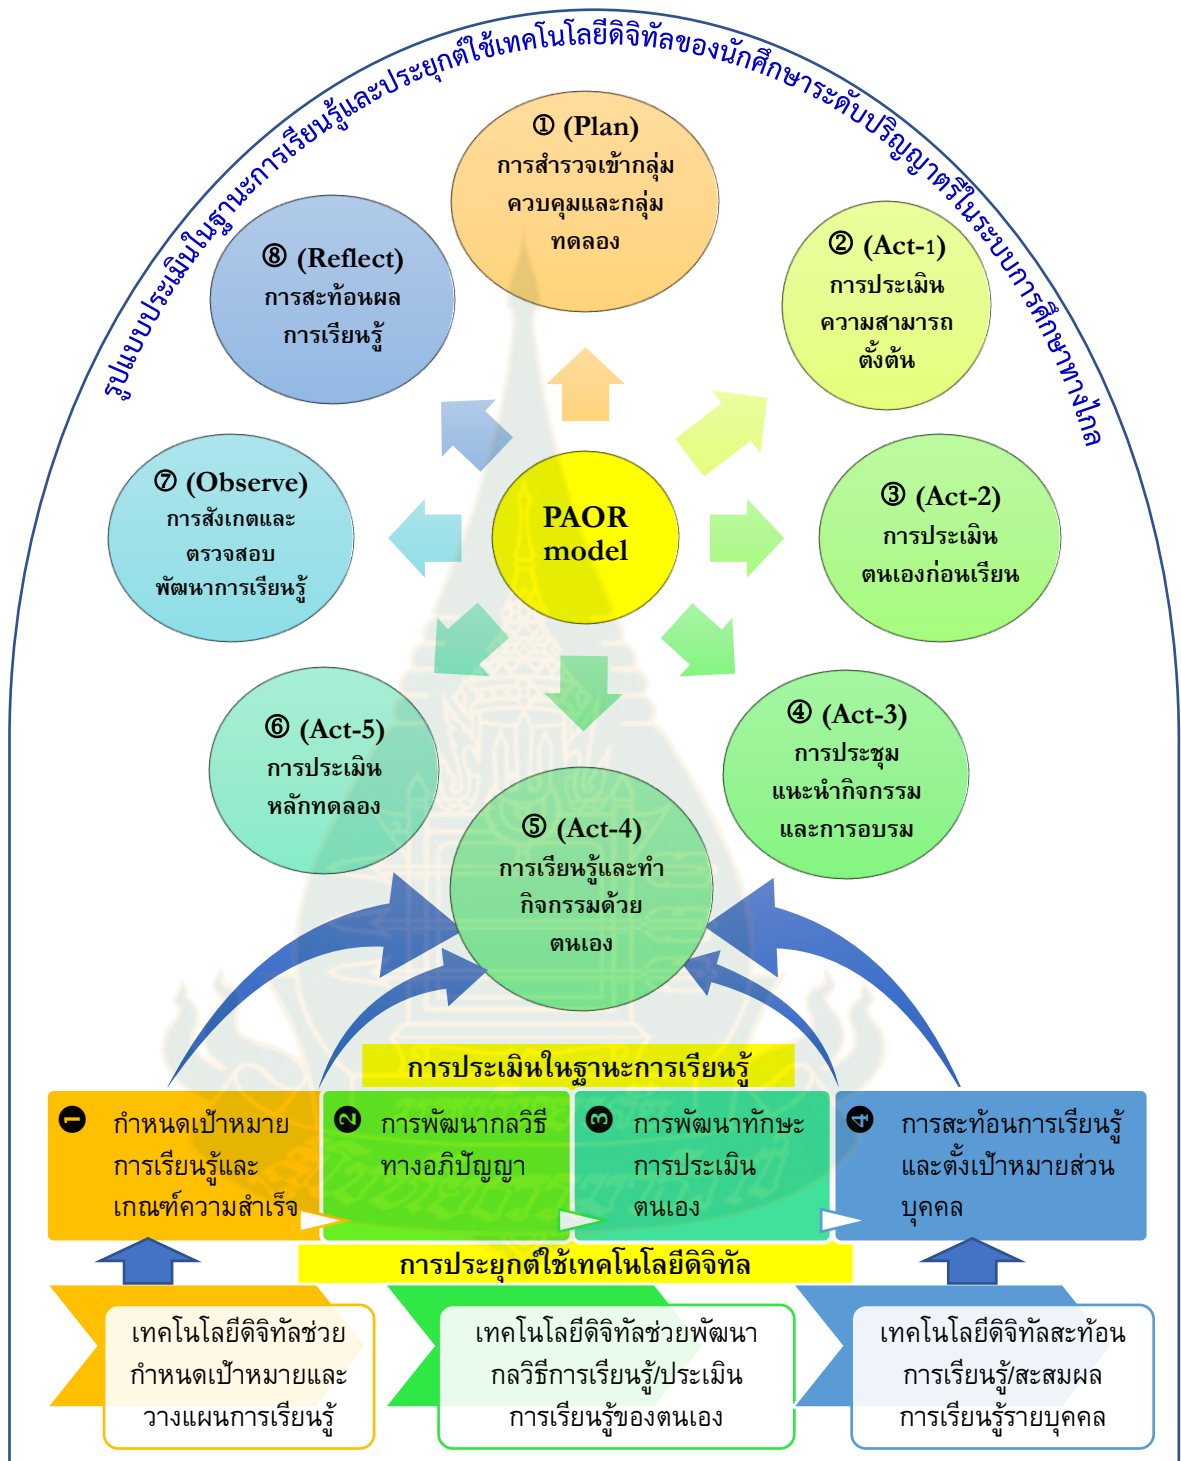 รูปแบบประเมินในฐานะการเรียนรู้และประยุกต์ใช้เทคโนโลยีดิจิทัลของนักศึกษาระดับปริญญาตรีในระบบการศึกษาทางไกล
① (Plan)
การสำรวจเข้ากลุ่ม
ควบคุมและกลุ่ม
ทดลอง
② (Act-1)
การประเมิน
ความสามารถ
ตั้งต้น
③ (Act-2)
การประเมิน
ตนเองก่อนเรียน
④ (Act-3)
การประชุม
แนะนำกิจกรรม
และการอบรม
⑤ (Act-4)
การเรียนรู้และทำ
กิจกรรมด้วย
ตนเอง
⑥ (Act-5)
การประเมิน
หลักทดลอง
⑦ (Observe)
การสังเกตและ
ตรวจสอบ
พัฒนาการเรียนรู้
⑧ (Reflect)
การสะท้อนผล
การเรียนรู้
PAOR
model
การประเมินในฐานะการเรียนรู้
❶ กำหนดเป้าหมาย
การเรียนรู้และ
เกณฑ์ความสำเร็จ
❷ การพัฒนากลวิธี
ทางอภิปัญญา
❸ การพัฒนาทักษะ
การประเมิน
ตนเอง
❹ การสะท้อนการเรียนรู้
และตั้งเป้าหมายส่วน
บุคคล
การประยุกต์ใช้เทคโนโลยีดิจิทัล
เทคโนโลยีดิจิทัลช่วย
กำหนดเป้าหมายและ
วางแผนการเรียนรู้
เทคโนโลยีดิจิทัลช่วยพัฒนา
กลวิธีการเรียนรู้/ประเมิน
การเรียนรู้ของตนเอง
เทคโนโลยีดิจิทัลสะท้อน
การเรียนรู้/สะสมผล
การเรียนรู้รายบุคคล